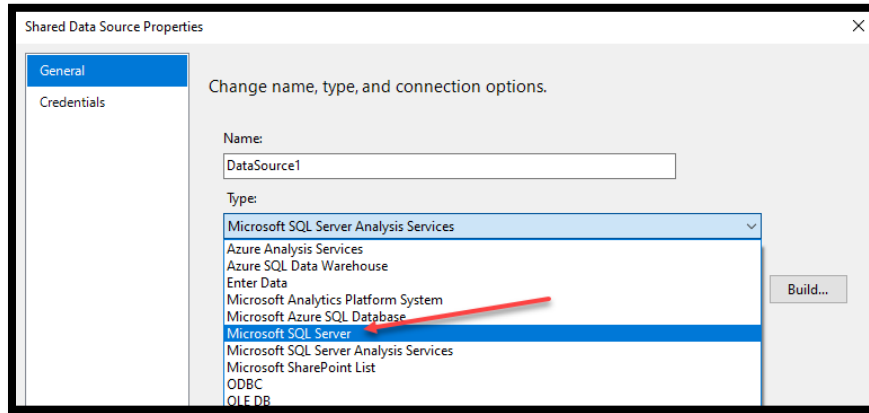 Shared Data Source Properties
General
Credentials
Change name, type, and connection options.
Name:
DataSource1
Type:
Microsoft SQL Server Analysis Services
Azure Analysis Services
Azure SQL Data Warehouse
Enter Data
Microsoft Analytics Platform System
Microsoft Azure SQL Database
Microsoft SQL Server
Microsoft SQL Server Analysis Services
Microsoft SharePoint List
ODBC
OLE DB
Build...